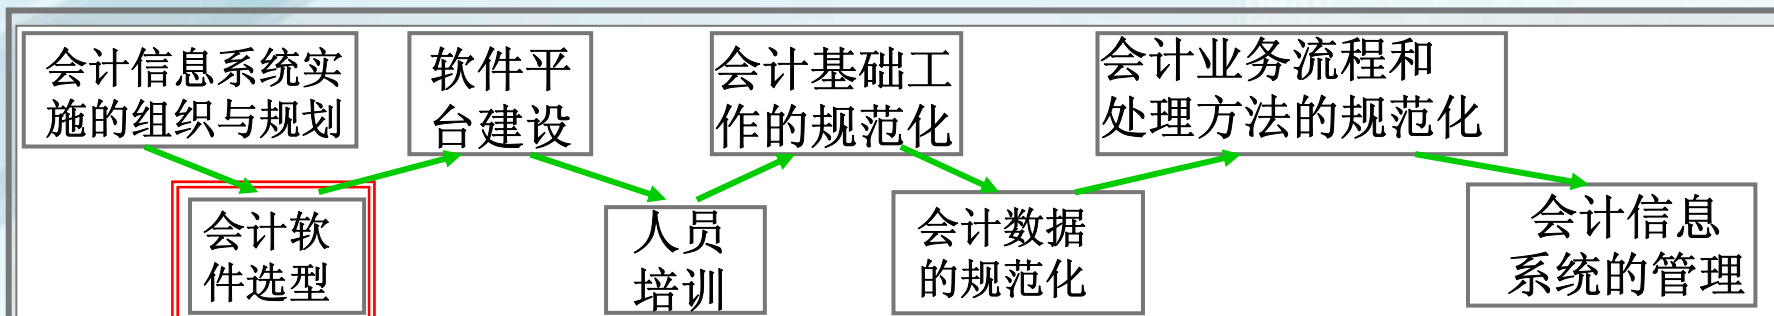 会计信息系统实
施的组织与规划
会计软
件选型
软件平
台建设
人员
培训
会计基础工
作的规范化
会计数据
的规范化
会计业务流程和
处理方法的规范化
会计信息
系统的管理